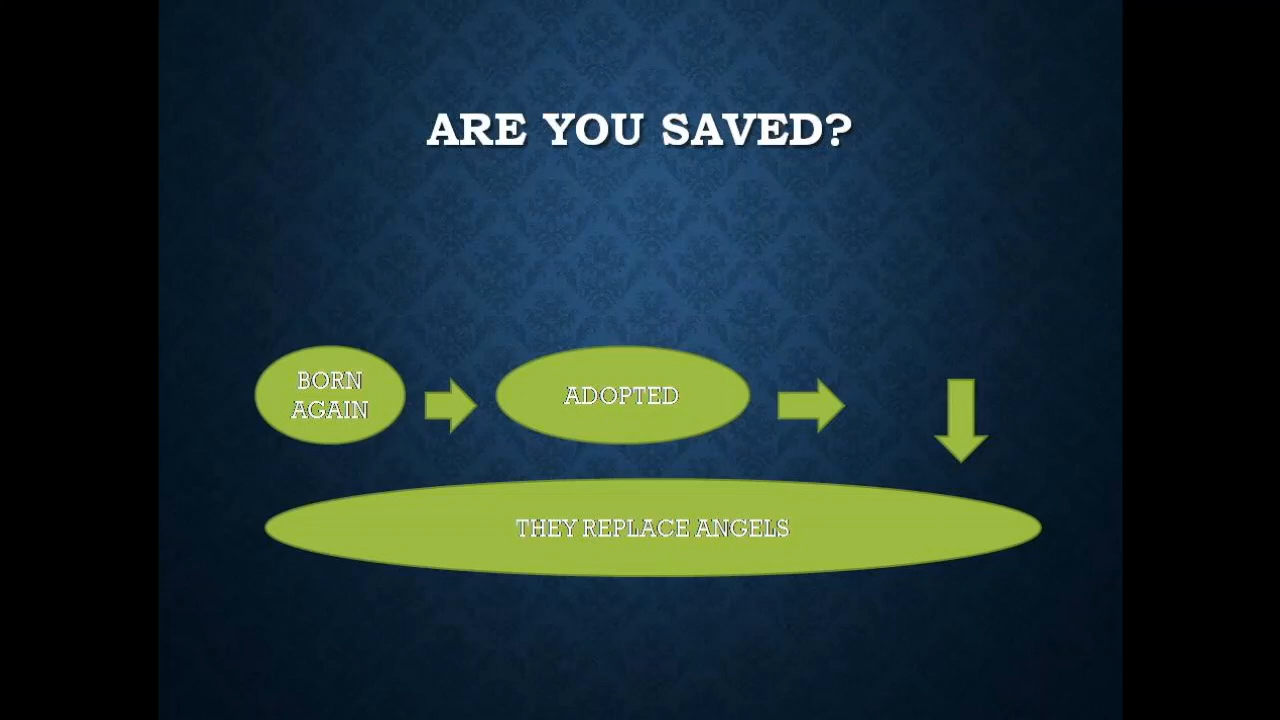 ARE YOU SAVED?
BORN
AGAIN
ADOPTED
THEY REPLACE ANGELS